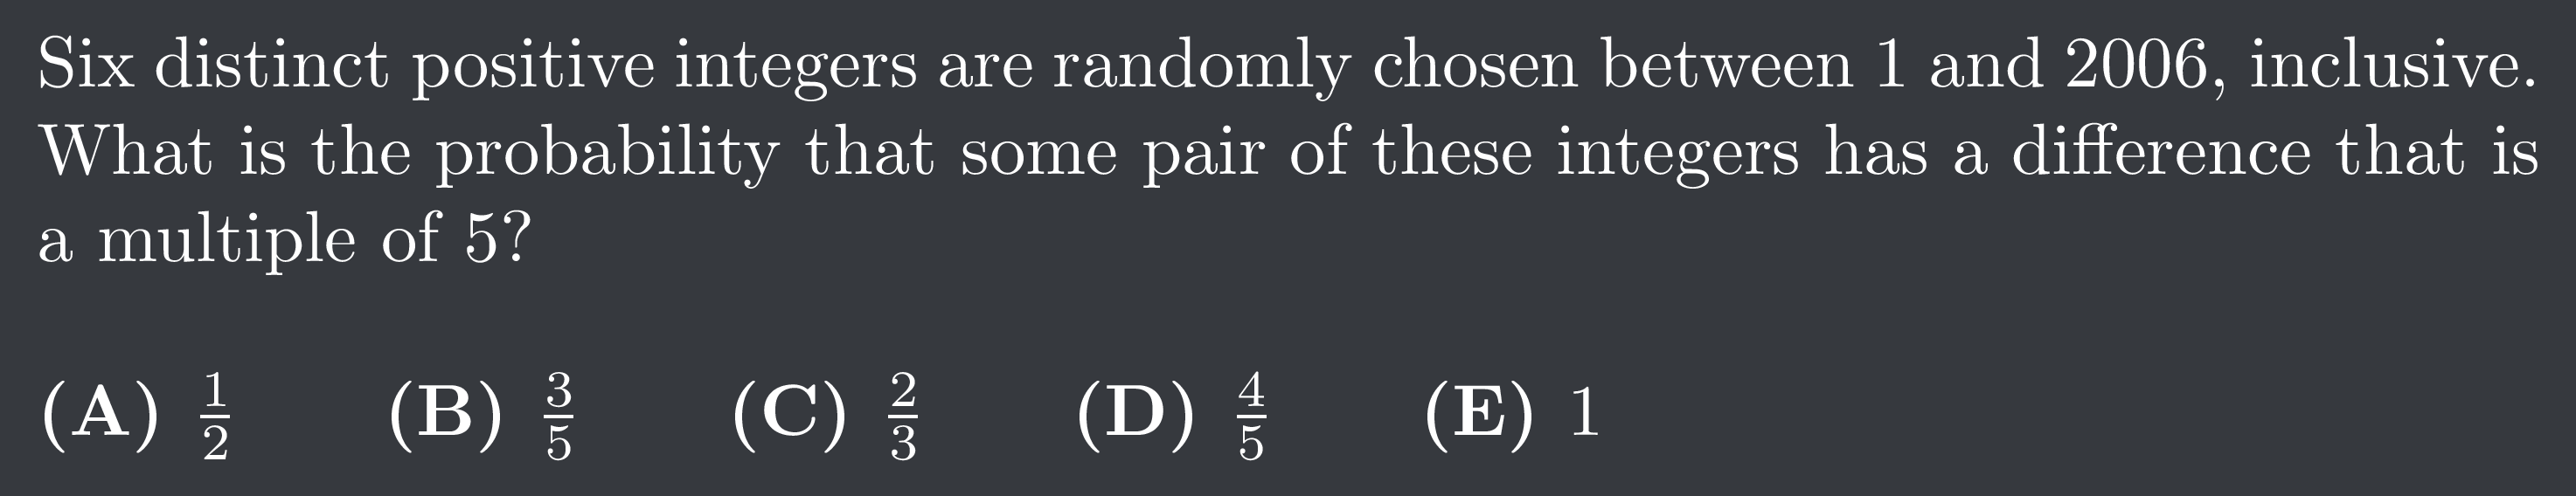 Six distinct positive integers are randomly chosen between 1 and 2006, inclusive.
What is the probability that some pair of these integers has a difference that is
a multiple of 5?
(A) $\frac{1}{2}$ (B) $\frac{3}{5}$ (C) $\frac{2}{3}$ (D) $\frac{4}{5}$ (E) 1